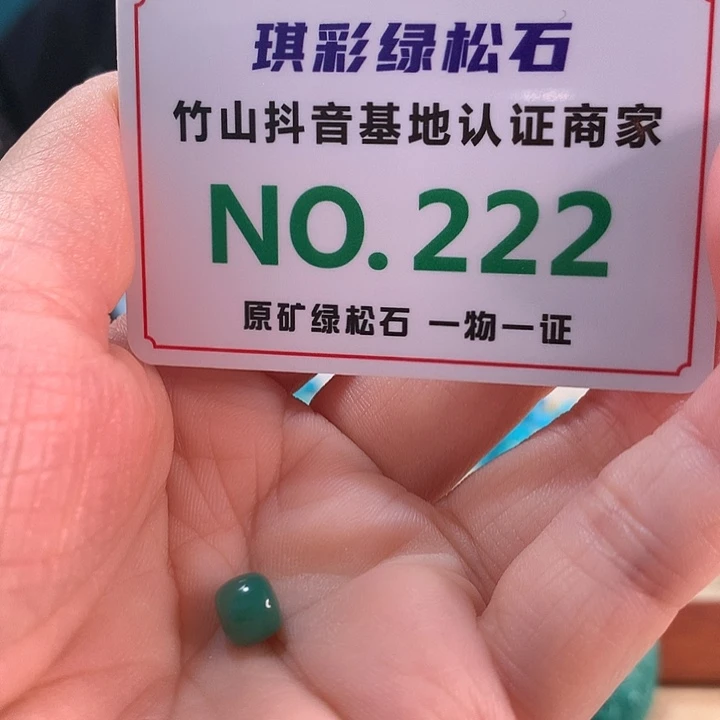 琪彩绿松石
竹山抖音基地认证商家
NO.222
原矿绿松石 一物一证